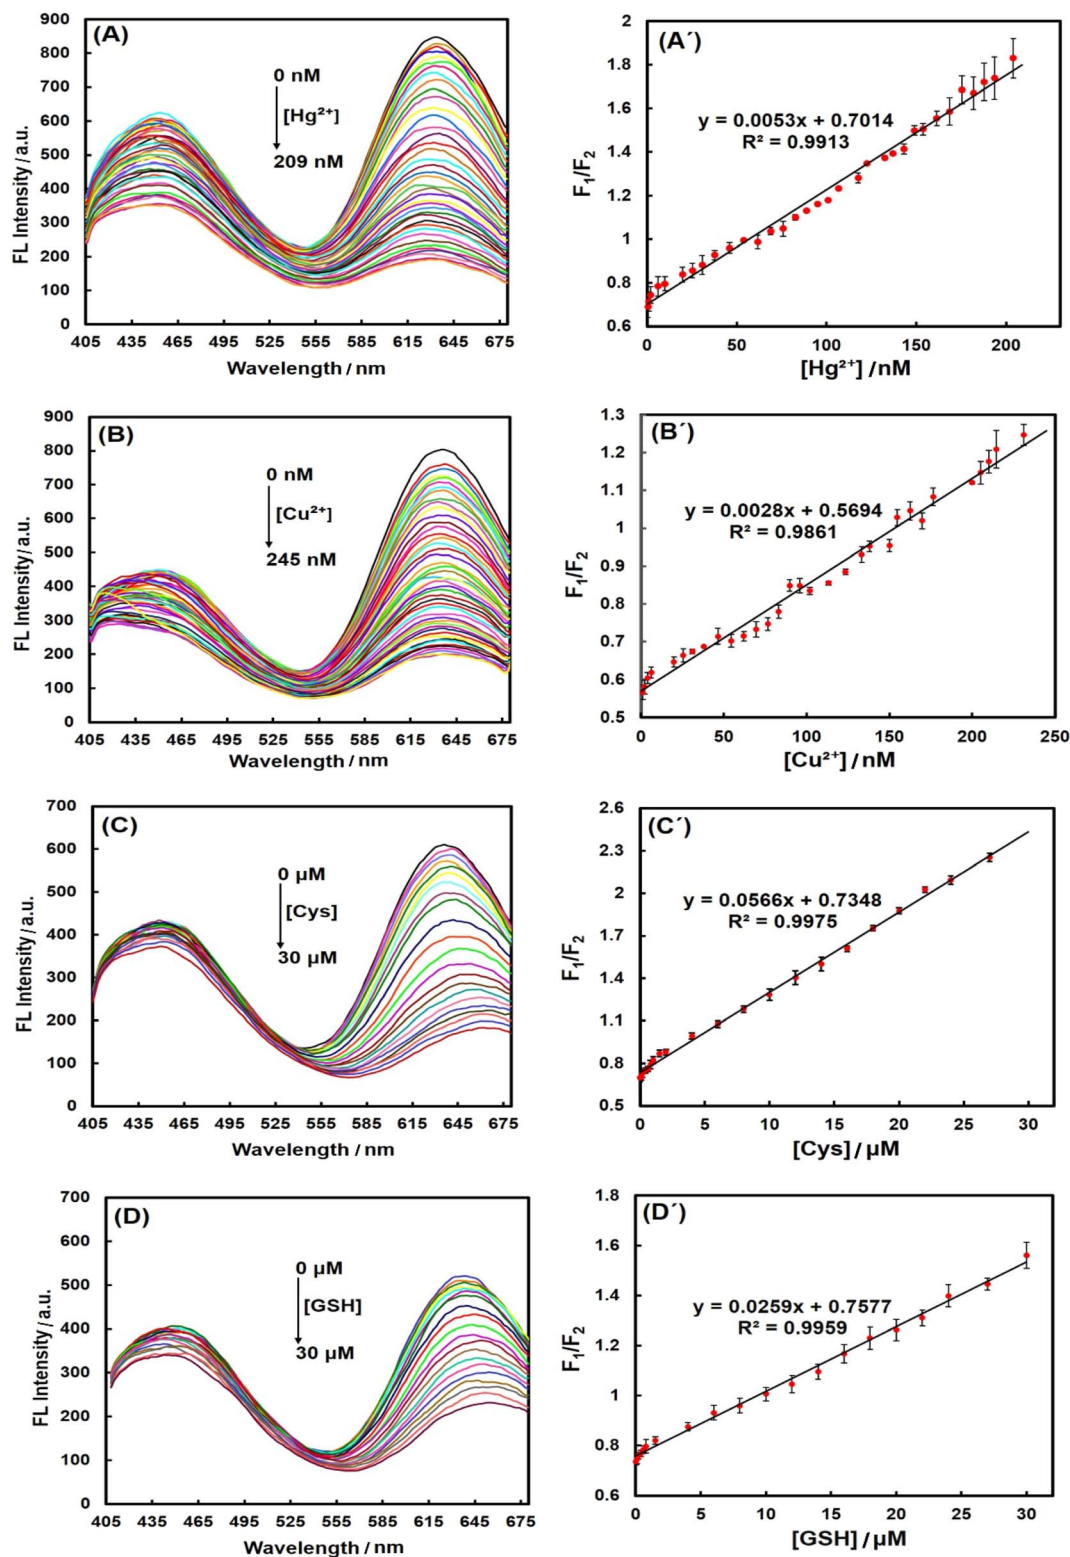 (A)
900
800
700
600
500
400
300
200
100
0
FL Intensity / a.u.
0 nM
[Hg²⁺]
209 nM
405 435 465 495 525 555 585 615 645 675
Wavelength / nm
(A´)
2
1.8
1.6
1.4
1.2
1
0.8
0.6
F₁/F₂
y = 0.0053x + 0.7014
R² = 0.9913
0 50 100 150 200
[Hg²⁺] /nM
(B)
900
800
700
600
500
400
300
200
100
0
FL Intensity / a.u.
0 nM
[Cu²⁺]
245 nM
405 435 465 495 525 555 585 615 645 675
Wavelength / nm
(B´)
1.3
1.2
1
0.9
0.8
0.6
0.5
F₁/F₂
y = 0.0028x + 0.5694
R² = 0.9861
0 50 100 150 200 250
[Cu²⁺] / nM
(C)
700
600
500
400
300
200
100
0
FL Intensity / a.u.
0 µM
[Cys]
30 µM
405 435 465 495 525 555 585 615 645 675
Wavelength / nm
(C´)
2.6
2.3
2
1.7
1.4
1.1
0.8
0.5
F₁/F₂
y = 0.0566x + 0.7348
R² = 0.9975
0 5 10 15 20 25 30
[Cys] / µM
(D)
700
600
500
400
300
200
100
0
FL Intensity / a.u.
0 µM
[GSH]
30 µM
405 435 465 495 525 555 585 615 645 675
Wavelength / nm
(D´)
1.8
1.6
1.4
1.2
1
0.8
0.6
F₁/F₂
y = 0.0259x + 0.7577
R² = 0.9959
0 5 10 15 20 25 30
[GSH] / µM